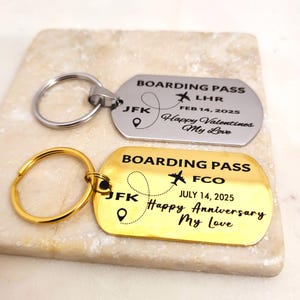 BOARDING PASS
LHR
JFK
FEB 14, 2025
Happy Valentines
My Love
BOARDING PASS
FCO
JFK
JULY 14, 2025
Happy Anniversary
My Love